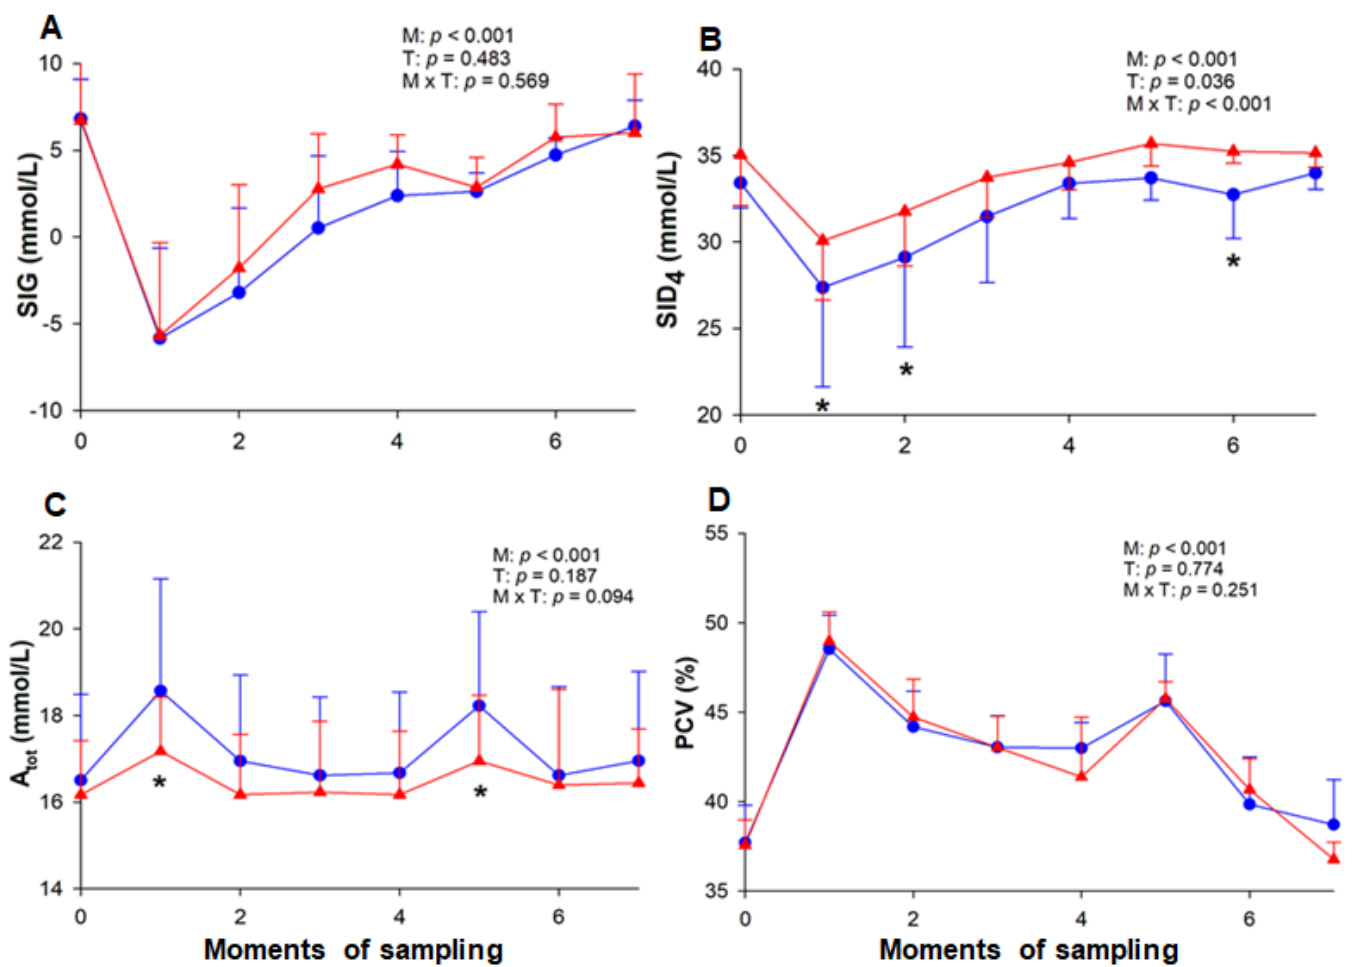 A
M: p < 0.001
T: p = 0.483
M x T: p = 0.569
10
5
0
-5
-10
SIG (mmol/L)
0
2
4
6
B
M: p < 0.001
T: p = 0.036
M x T: p < 0.001
40
35
30
25
20
SID4 (mmol/L)
*
*
*
0
2
4
6
C
M: p < 0.001
T: p = 0.187
M x T: p = 0.094
22
20
18
16
14
Atot (mmol/L)
*
*
0
2
4
6
Moments of sampling
D
M: p < 0.001
T: p = 0.774
M x T: p = 0.251
55
50
45
40
35
PCV (%)
0
2
4
6
Moments of sampling